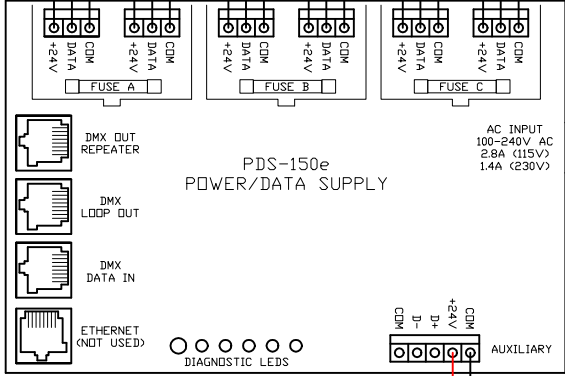 +24V DATA COM +24V DATA COM +24V DATA COM +24V DATA COM +24V DATA COM +24V DATA COM
FUSE A FUSE B FUSE C
DMX OUT
REPEATER
AC INPUT
100-240V AC
2.8A (115V)
1.4A (230V)
PDS-150e
POWER/DATA SUPPLY
DMX
LOOP OUT
DMX
DATA IN
ETHERNET
(NOT USED)
DIAGNOSTIC LEDS
COM D- D+ +24V COM
AUXILIARY